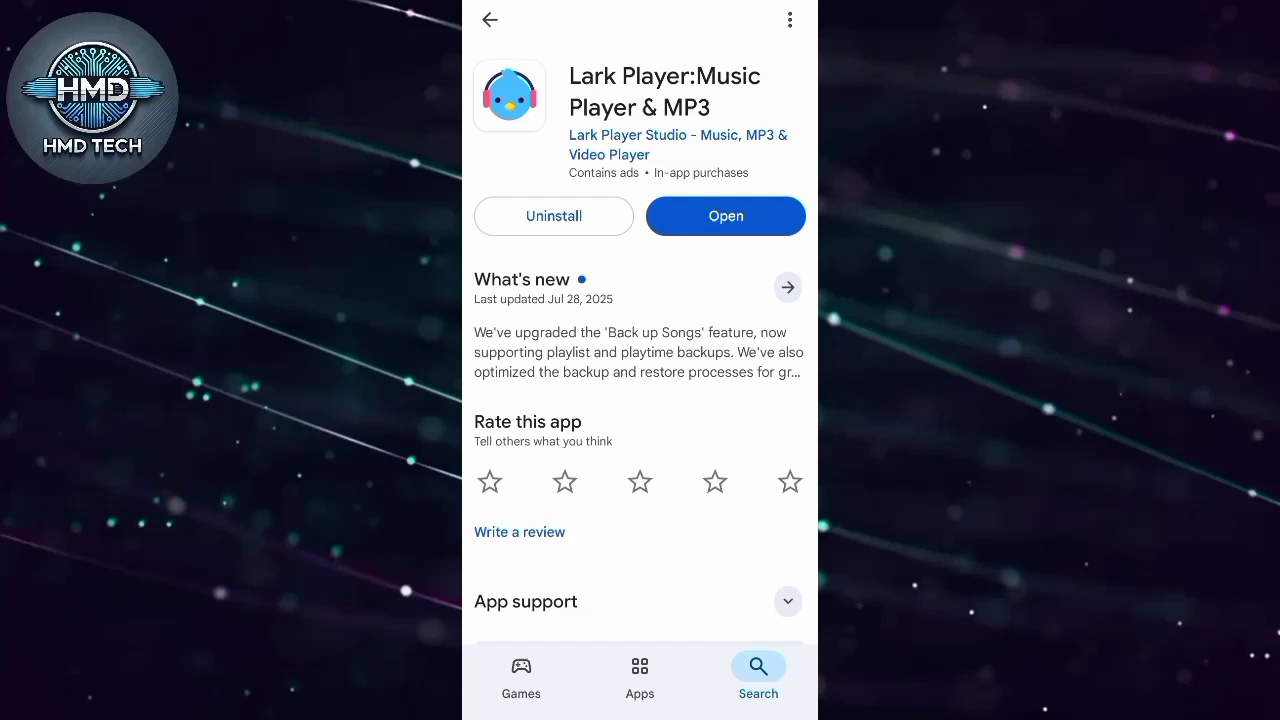 HMD
HMD TECH
Lark Player:Music
Player & MP3
Lark Player Studio - Music, MP3 &
Video Player
Contains ads • In-app purchases
Uninstall
Open
What's new
Last updated Jul 28, 2025
We've upgraded the 'Back up Songs' feature, now
supporting playlist and playtime backups. We've also
optimized the backup and restore processes for gr...
Rate this app
Tell others what you think
Write a review
App support
Games
Apps
Search